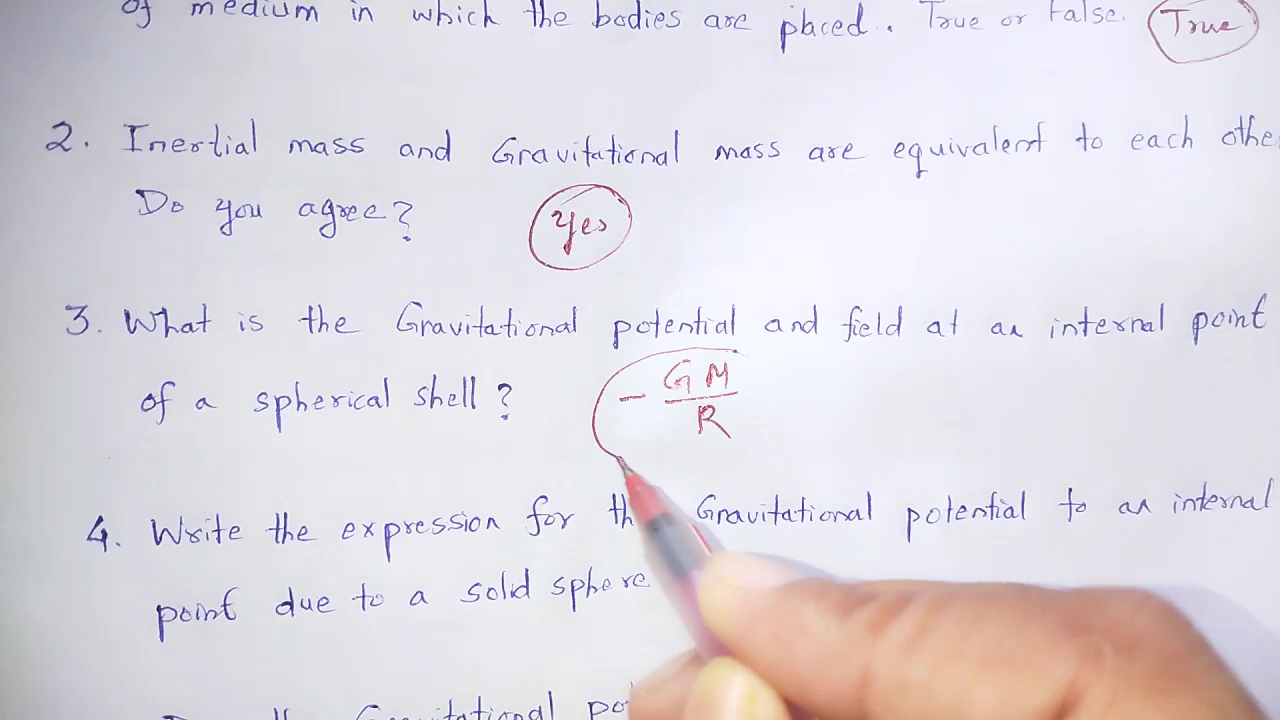 of medium in which the bodies are placed. True or False. True
2. Inertial mass and Gravitational mass are equivalent to each othe
Do you agree? Yes
3. What is the Gravitational potential and field at an internal point
of a spherical shell? - GM/R
4. Write the expression for th Gravitational potential to an internal
point due to a solid sphere